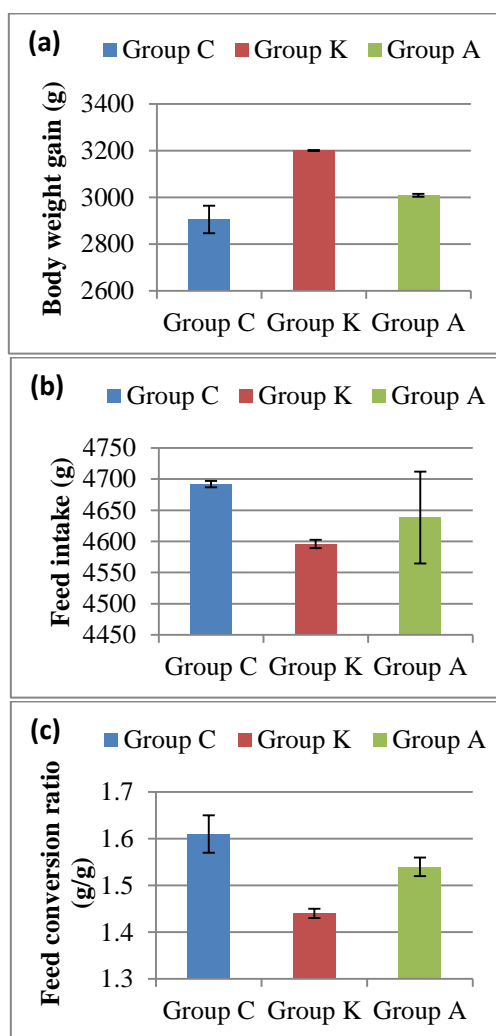 (a)
Group C Group K Group A
Body weight gain (g)
3400
3200
3000
2800
2600
Group C Group K Group A
(b)
Group C Group K Group A
Feed intake (g)
4750
4700
4650
4600
4550
4500
4450
Group C Group K Group A
(c)
Group C Group K Group A
Feed conversion ratio
(g/g)
1.7
1.6
1.5
1.4
1.3
Group C Group K Group A